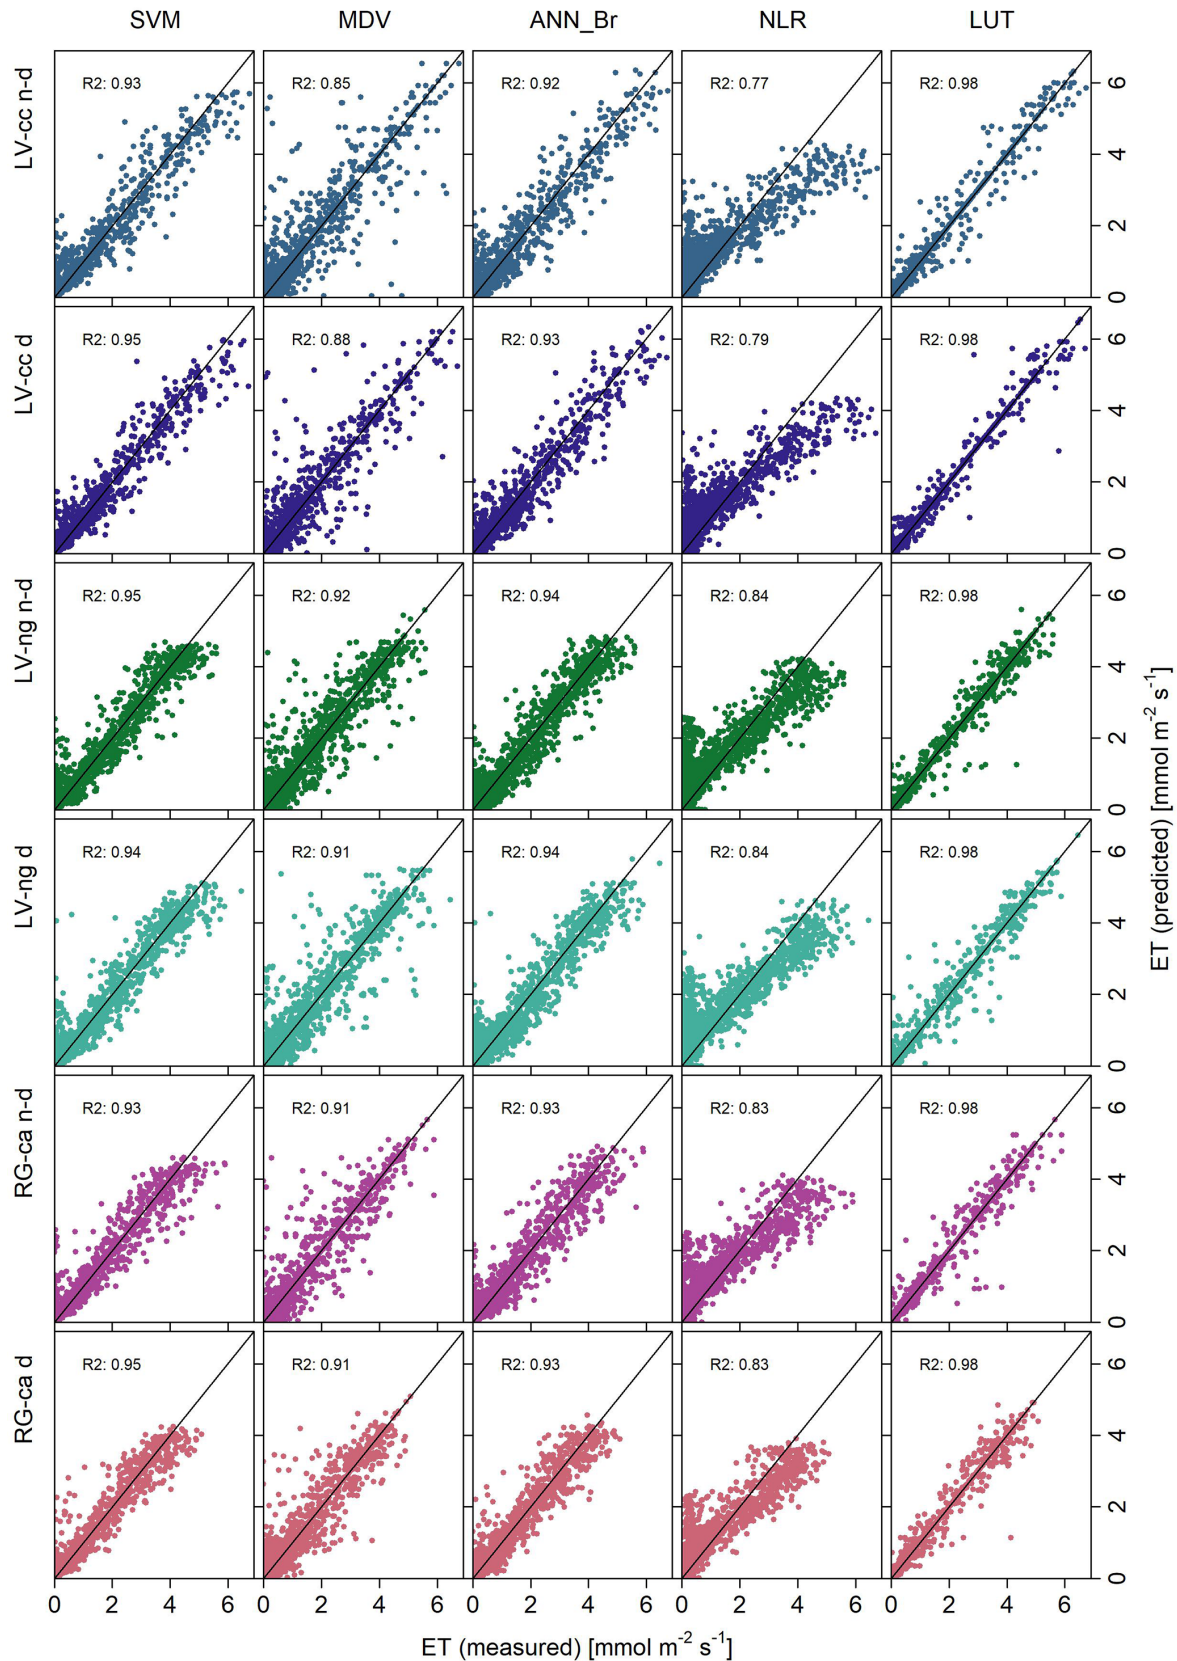 SVM MDV ANN_Br NLR LUT
LV-cc n-d
R2: 0.93 R2: 0.85 R2: 0.92 R2: 0.77 R2: 0.98
6
4
2
0
LV-cc d
R2: 0.95 R2: 0.88 R2: 0.93 R2: 0.79 R2: 0.98
6
4
2
0
LV-ng n-d
R2: 0.95 R2: 0.92 R2: 0.94 R2: 0.84 R2: 0.98
6
4
2
0
ET (predicted) [mmol m⁻² s⁻¹]
LV-ng d
R2: 0.94 R2: 0.91 R2: 0.94 R2: 0.84 R2: 0.98
6
4
2
0
RG-ca n-d
R2: 0.93 R2: 0.91 R2: 0.93 R2: 0.83 R2: 0.98
6
4
2
0
RG-ca d
R2: 0.95 R2: 0.91 R2: 0.93 R2: 0.83 R2: 0.98
6
4
2
0
0 2 4 6 0 2 4 6 0 2 4 6 0 2 4 6 0 2 4 6
ET (measured) [mmol m⁻² s⁻¹]